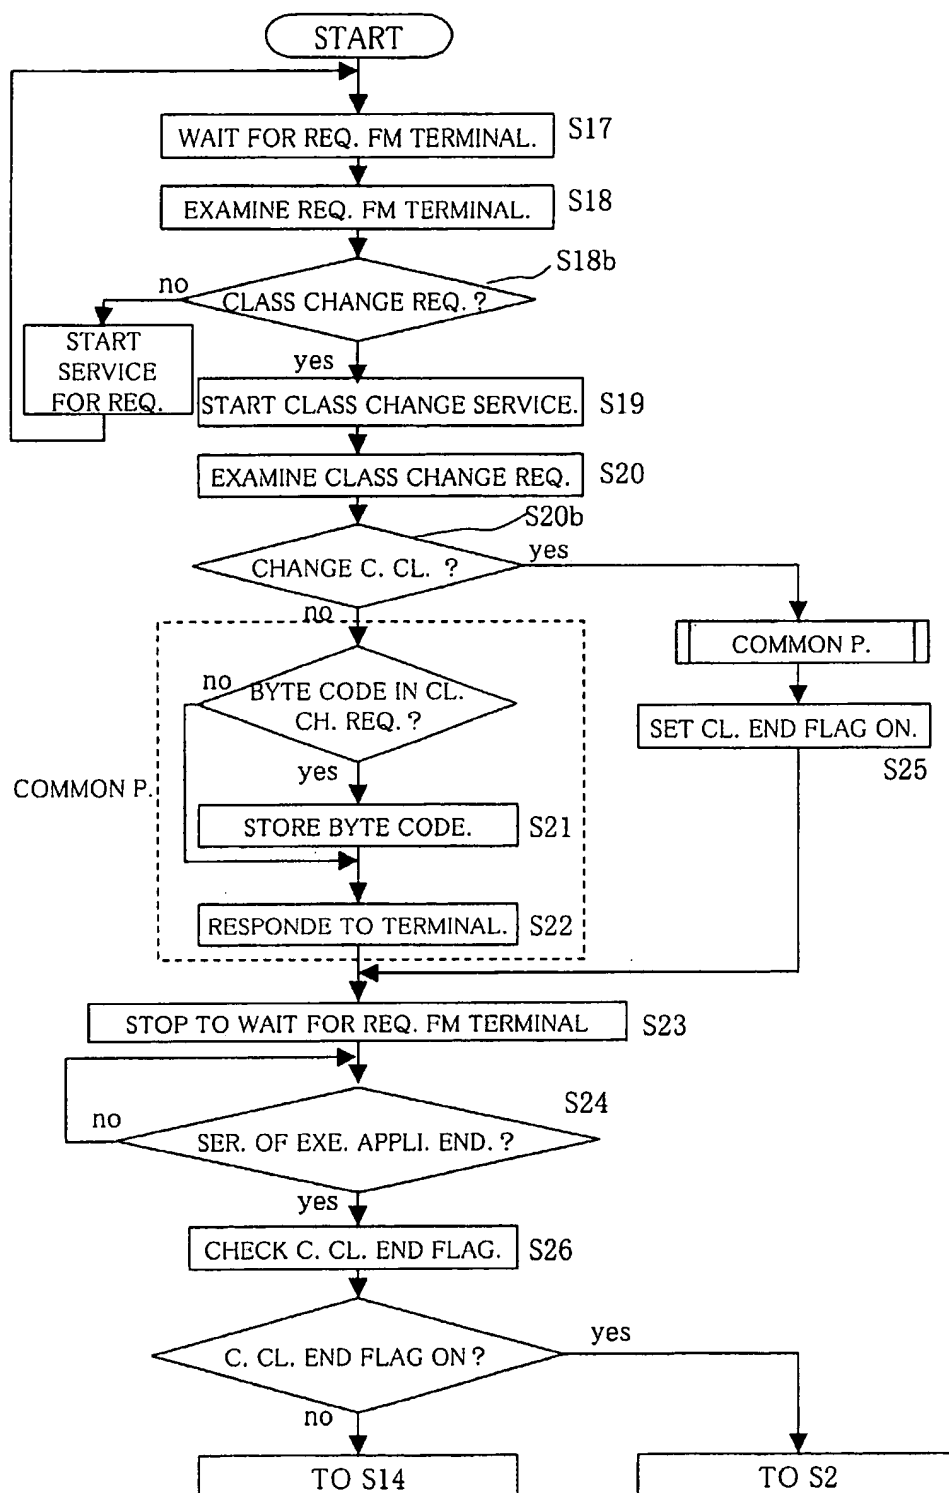 START
WAIT FOR REQ. FM TERMINAL.
S17
EXAMINE REQ. FM TERMINAL.
S18
S18b
no
CLASS CHANGE REQ. ?
START
SERVICE
FOR REQ.
yes
START CLASS CHANGE SERVICE.
S19
EXAMINE CLASS CHANGE REQ.
S20
S20b
CHANGE C. CL. ?
yes
no
COMMON P.
no
BYTE CODE IN CL.
CH. REQ. ?
SET CL. END FLAG ON.
S25
yes
COMMON P.
STORE BYTE CODE.
S21
RESPONDE TO TERMINAL.
S22
STOP TO WAIT FOR REQ. FM TERMINAL
S23
S24
no
SER. OF EXE. APPLI. END. ?
yes
CHECK C. CL. END FLAG.
S26
C. CL. END FLAG ON ?
yes
no
TO S14
TO S2